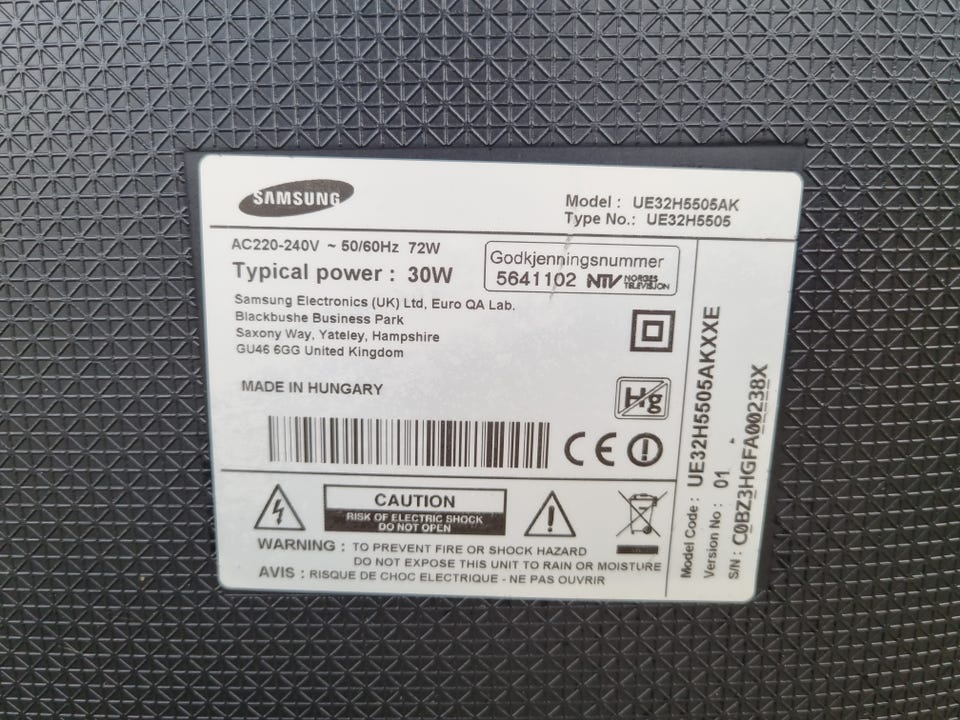 SAMSUNG
Model : UE32H5505AK
Type No.: UE32H5505
AC220-240V ~ 50/60Hz 72W
Typical power : 30W
Godkjenningsnummer
5641102 NTV NORGES
TELEVISJON
Samsung Electronics (UK) Ltd, Euro QA Lab.
Blackbushe Business Park
Saxony Way, Yateley, Hampshire
GU46 6GG United Kingdom
MADE IN HUNGARY
Hg
CE
CAUTION
RISK OF ELECTRIC SHOCK
DO NOT OPEN
WARNING : TO PREVENT FIRE OR SHOCK HAZARD
DO NOT EXPOSE THIS UNIT TO RAIN OR MOISTURE
AVIS : RISQUE DE CHOC ELECTRIQUE - NE PAS OUVRIR
Model Code : UE32H5505AKXXE
Version No : 01
S/N : C0BZ3HGFA00238X